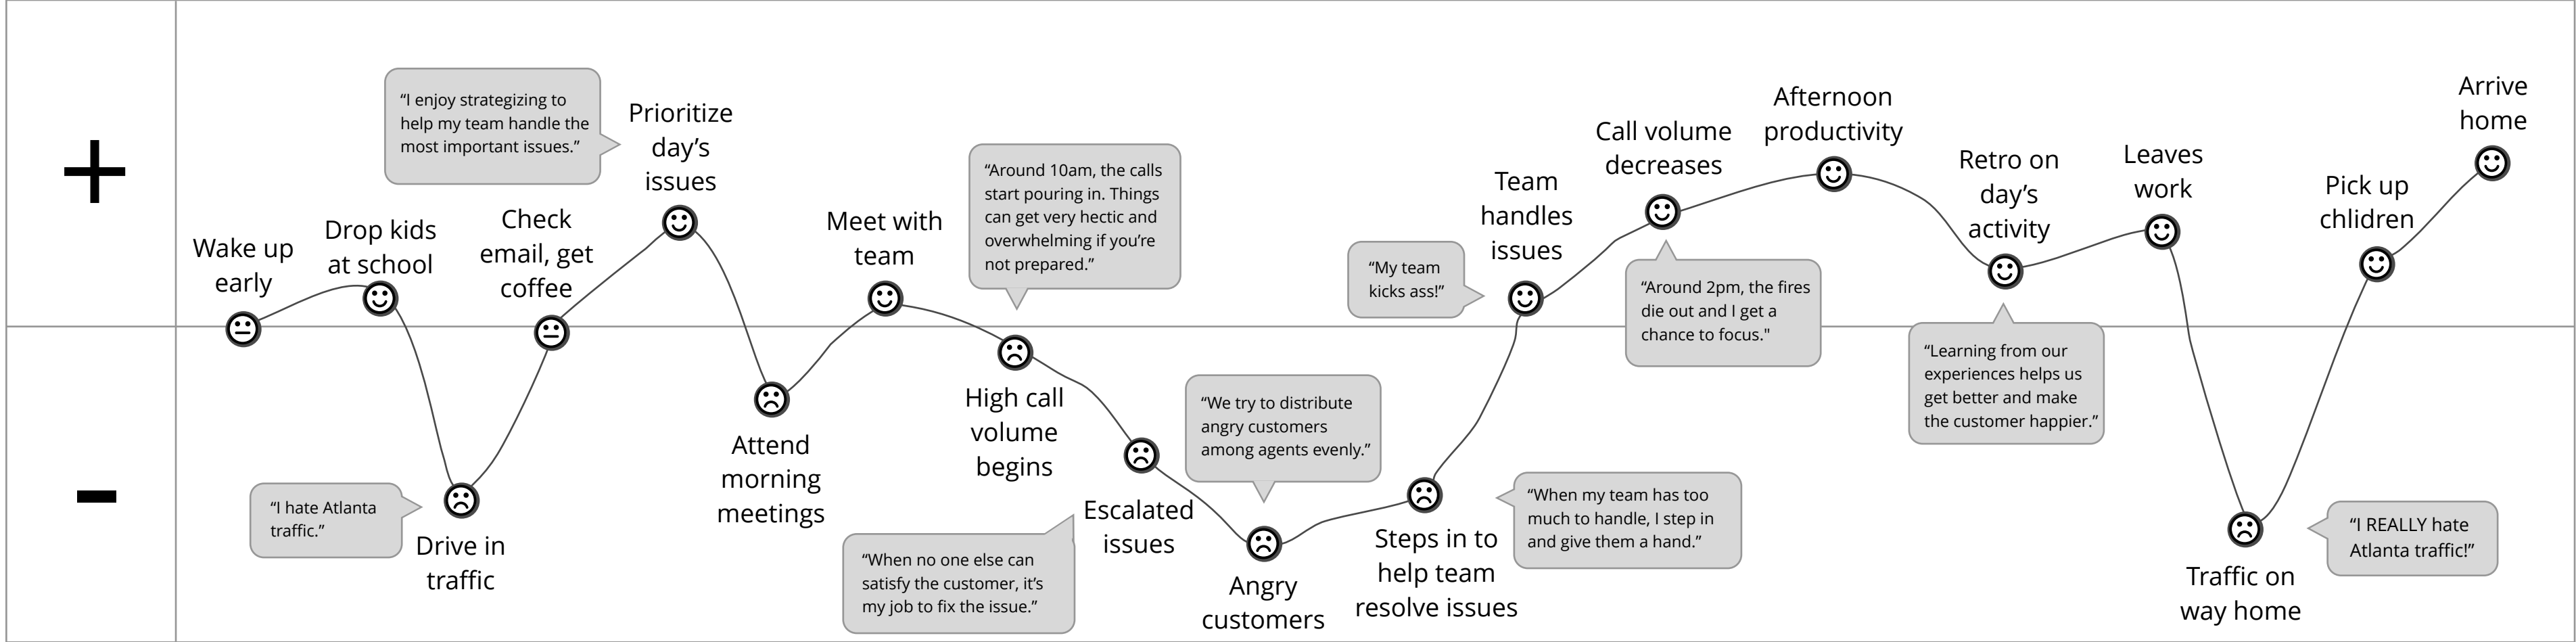 +
-
Wake up
early
Drop kids
at school
“I hate Atlanta
traffic.”
Drive in
traffic
Check
email, get
coffee
“I enjoy strategizing to
help my team handle the
most important issues.”
Prioritize
day’s
issues
Attend
morning
meetings
Meet with
team
“Around 10am, the calls
start pouring in. Things
can get very hectic and
overwhelming if you’re
not prepared.”
High call
volume
begins
“When no one else can
satisfy the customer, it’s
my job to fix the issue.”
Escalated
issues
“We try to distribute
angry customers
among agents evenly.”
Angry
customers
Steps in to
help team
resolve issues
“When my team has too
much to handle, I step in
and give them a hand.”
“My team
kicks ass!”
Team
handles
issues
Call volume
decreases
“Around 2pm, the fires
die out and I get a
chance to focus."
Afternoon
productivity
Retro on
day’s
activity
“Learning from our
experiences helps us
get better and make
the customer happier.”
Leaves
work
Traffic on
way home
“I REALLY hate
Atlanta traffic!”
Pick up
chlidren
Arrive
home